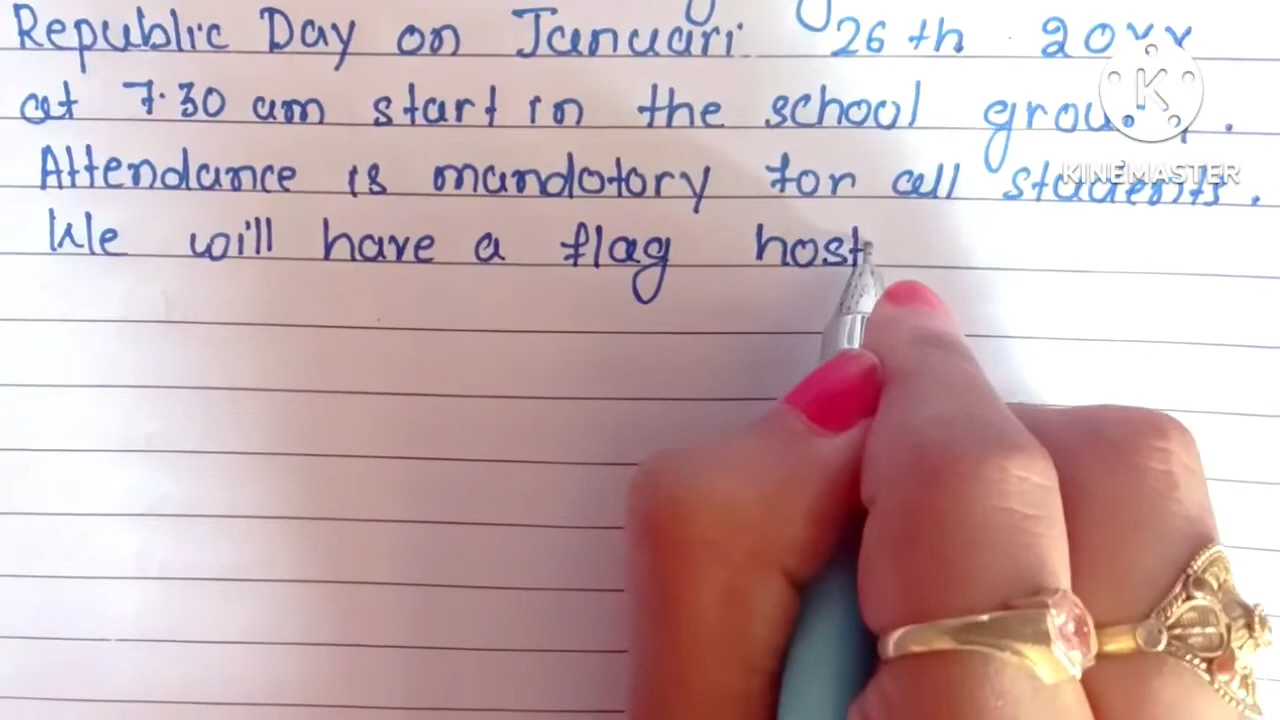 Republic Day on Januari 26th 20xx
at 7.30 am start in the school
Attendance is mandotory for all students.
We will have a flag host
KINEMASTER